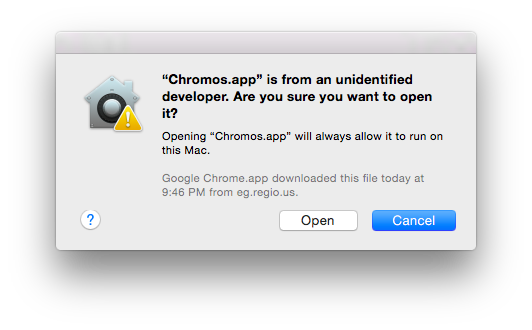 “Chromos.app” is from an unidentified
developer. Are you sure you want to open
it?
Opening “Chromos.app” will always allow it to run on
this Mac.
Google Chrome.app downloaded this file today at
9:46 PM from eg.regio.us.
?
Open
Cancel